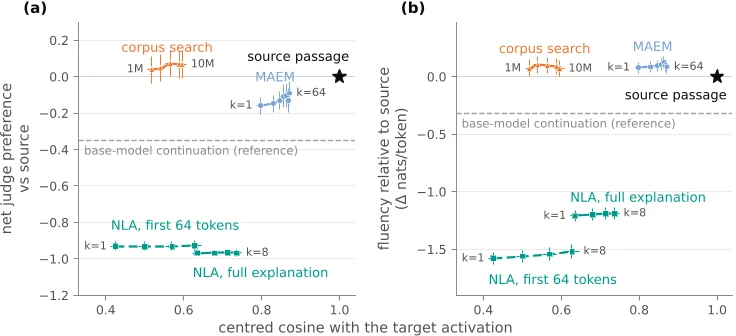 (a)
0.2
0.0
−0.2
−0.4
−0.6
−0.8
−1.0
−1.2
net judge preference
vs source
corpus search
1M
10M
source passage
MAEM
k=1
k=64
base-model continuation (reference)
NLA, first 64 tokens
k=1
k=8
NLA, full explanation
0.4
0.6
0.8
1.0
(b)
0.0
−0.5
−1.0
−1.5
fluency relative to source
(Δ nats/token)
corpus search
1M
10M
MAEM
k=1
k=64
source passage
base-model continuation (reference)
NLA, full explanation
k=1
k=8
k=1
k=8
NLA, first 64 tokens
0.4
0.6
0.8
1.0
centred cosine with the target activation